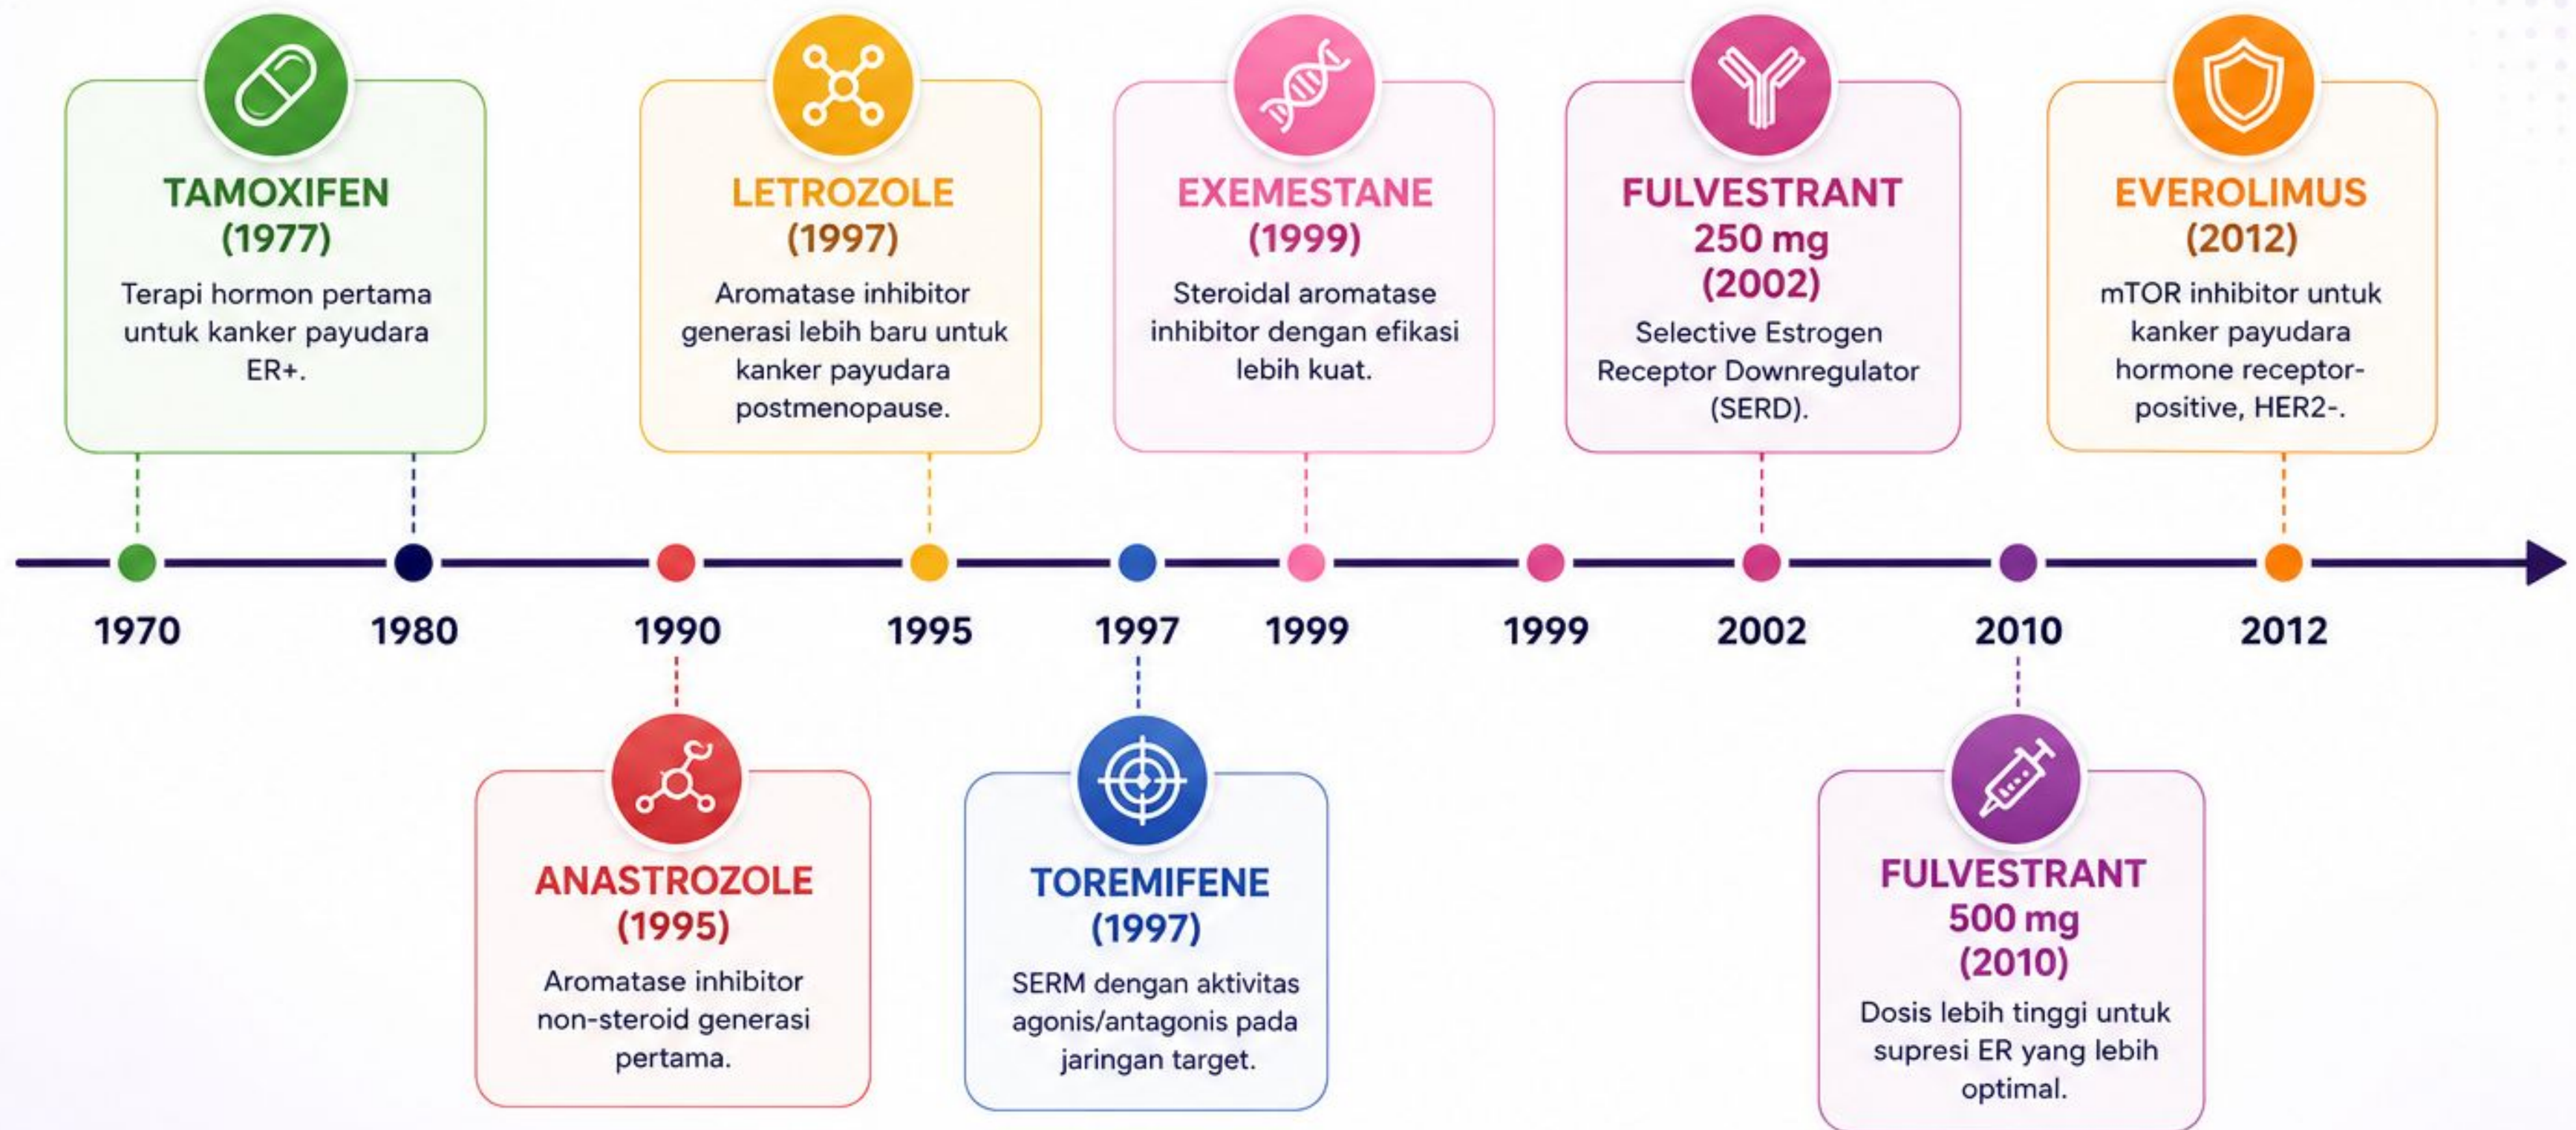 TAMOXIFEN
(1977)
Terapi hormon pertama
untuk kanker payudara
ER+.
LETROZOLE
(1997)
Aromatase inhibitor
generasi lebih baru untuk
kanker payudara
postmenopause.
EXEMESTANE
(1999)
Steroidal aromatase
inhibitor dengan efikasi
lebih kuat.
FULVESTRANT
250 mg
(2002)
Selective Estrogen
Receptor Downregulator
(SERD).
EVEROLIMUS
(2012)
mTOR inhibitor untuk
kanker payudara
hormone receptor-
positive, HER2-.
1970 1980 1990 1995 1997 1999 1999 2002 2010 2012
ANASTROZOLE
(1995)
Aromatase inhibitor
non-steroid generasi
pertama.
TOREMIFENE
(1997)
SERM dengan aktivitas
agonis/antagonis pada
jaringan target.
FULVESTRANT
500 mg
(2010)
Dosis lebih tinggi untuk
supresi ER yang lebih
optimal.